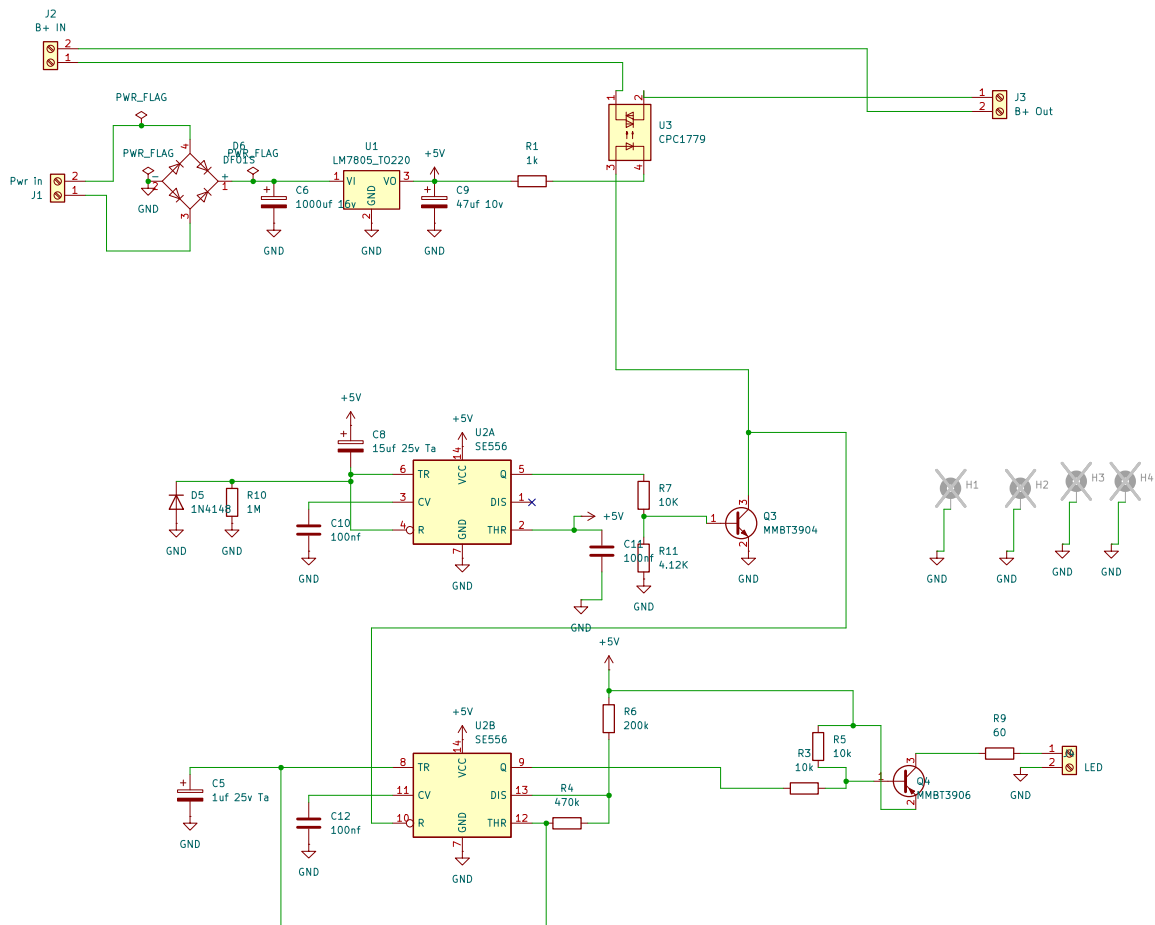 J2
B+ IN
2
1
PWR_FLAG
1
2
1
2
J3
B+ Out
U3
CPC1779
3
4
PWR_FLAG
D6
DF01S
PWR_FLAG
4
-
2
+
1
3
Pwr in
J1
2
1
GND
C6
1000uf 16v
GND
U1
LM7805_TO220
1
VI
VO
3
GND
2
GND
+5V
C9
47uf 10v
GND
R1
1k
+5V
C8
15uf 25v Ta
+5V
U2A
SE556
14
VCC
6
TR
Q
5
3
CV
DIS
1
4
R
THR
2
GND
7
GND
D5
1N4148
GND
R10
1M
GND
C10
100nf
GND
+5V
C11
100nf
GND
R7
10K
R11
4.12K
GND
1
3
2
Q3
MMBT3904
GND
H1
H2
H3
H4
GND
GND
GND
GND
+5V
R6
200k
+5V
U2B
SE556
14
VCC
8
TR
Q
9
11
CV
DIS
13
10
R
THR
12
GND
7
GND
C5
1uf 25v Ta
GND
C12
100nf
GND
R4
470k
R3
10k
R5
10k
1
3
2
Q4
MMBT3906
R9
60
1
2
LED
GND